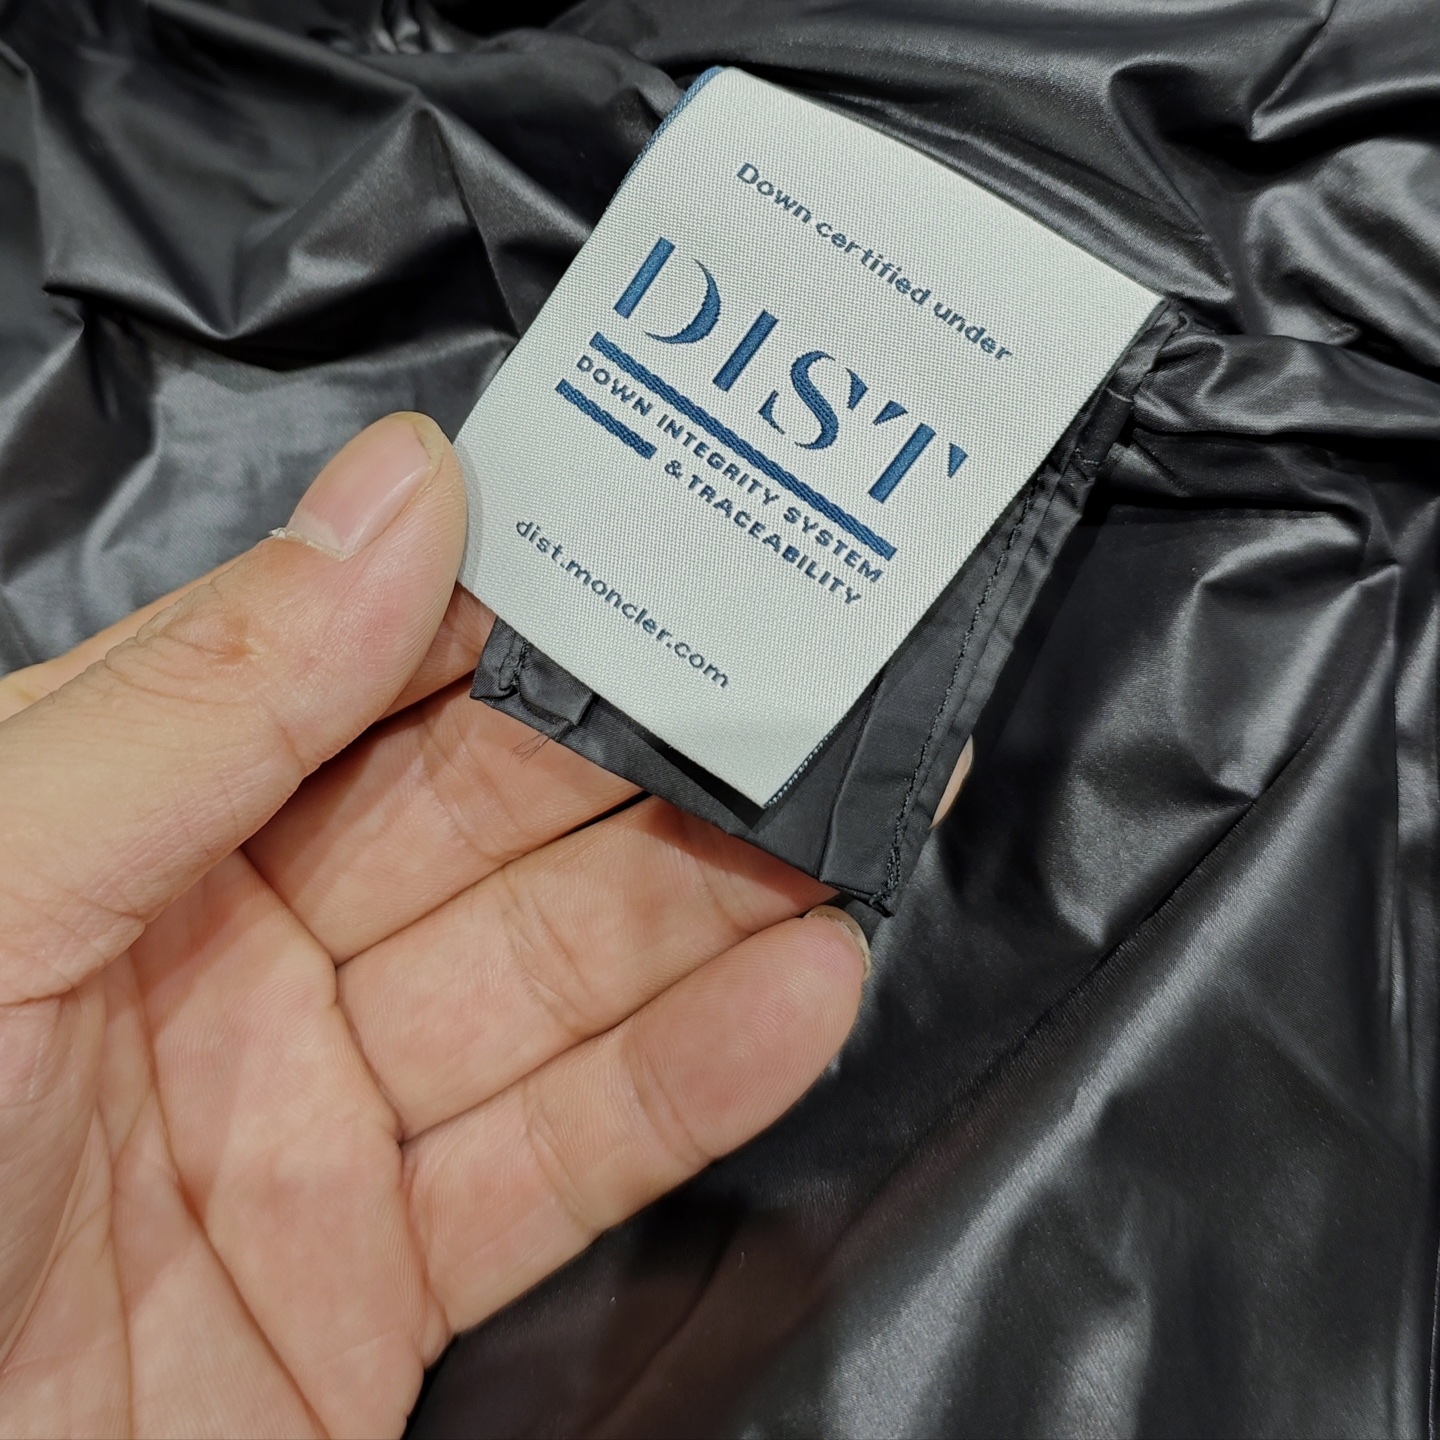 Down certified under
DIST
DOWN INTEGRITY SYSTEM
& TRACEABILITY
dist.moncler.com